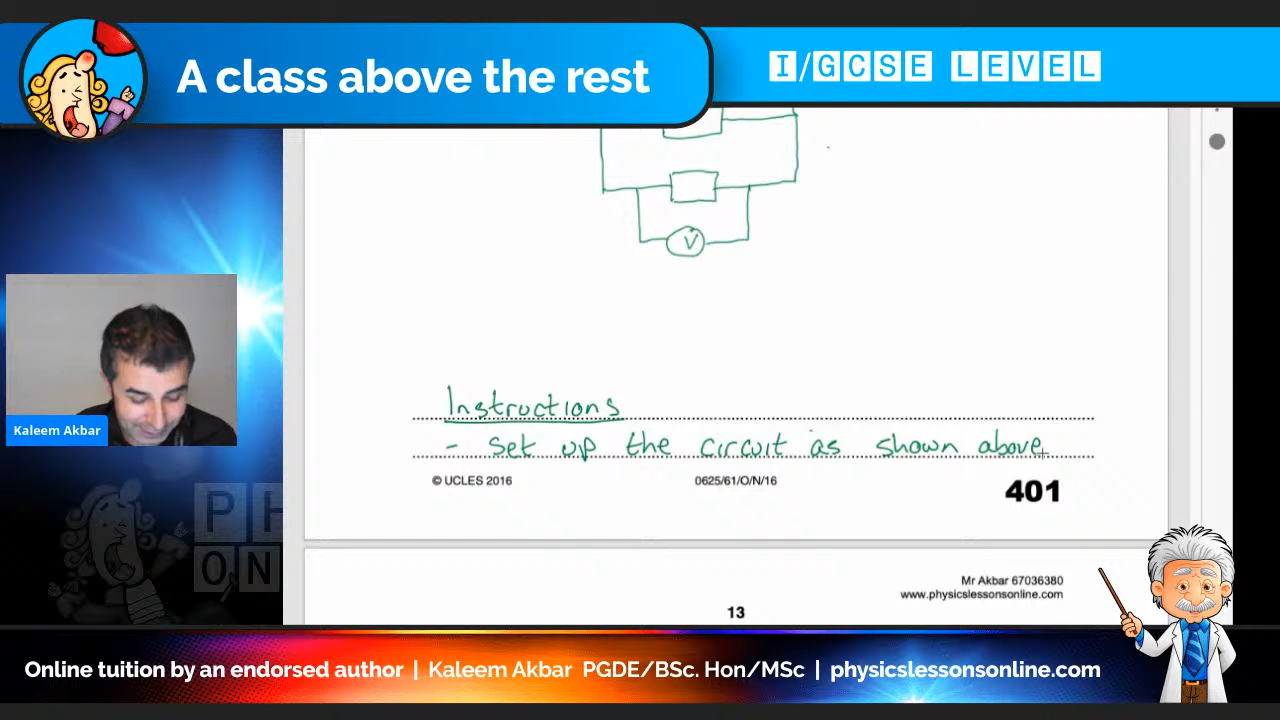 A class above the rest
I/GCSE LEVEL
V
Instructions
- Set up the circuit as shown above
© UCLES 2016
0625/61/O/N/16
401
Kaleem Akbar
PH
ON
Mr Akbar 67036380
www.physicslessonsonline.com
13
Online tuition by an endorsed author | Kaleem Akbar PGDE/BSc. Hon/MSc | physicslessonsonline.com